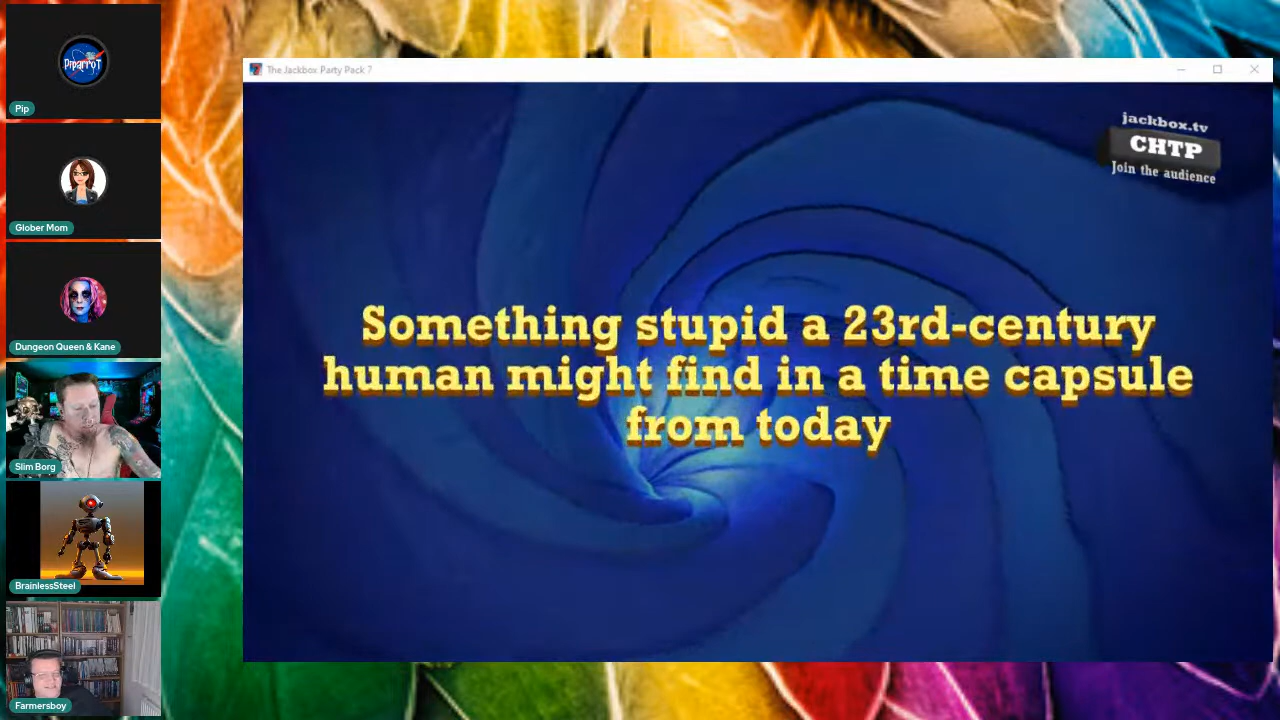 PiparroT
Pip
Glober Mom
Dungeon Queen & Kane
Slim Borg
BrainlessSteel
Farmersboy
The Jackbox Party Pack 7
jackbox.tv
CHTP
Join the audience
Something stupid a 23rd-century
human might find in a time capsule
from today